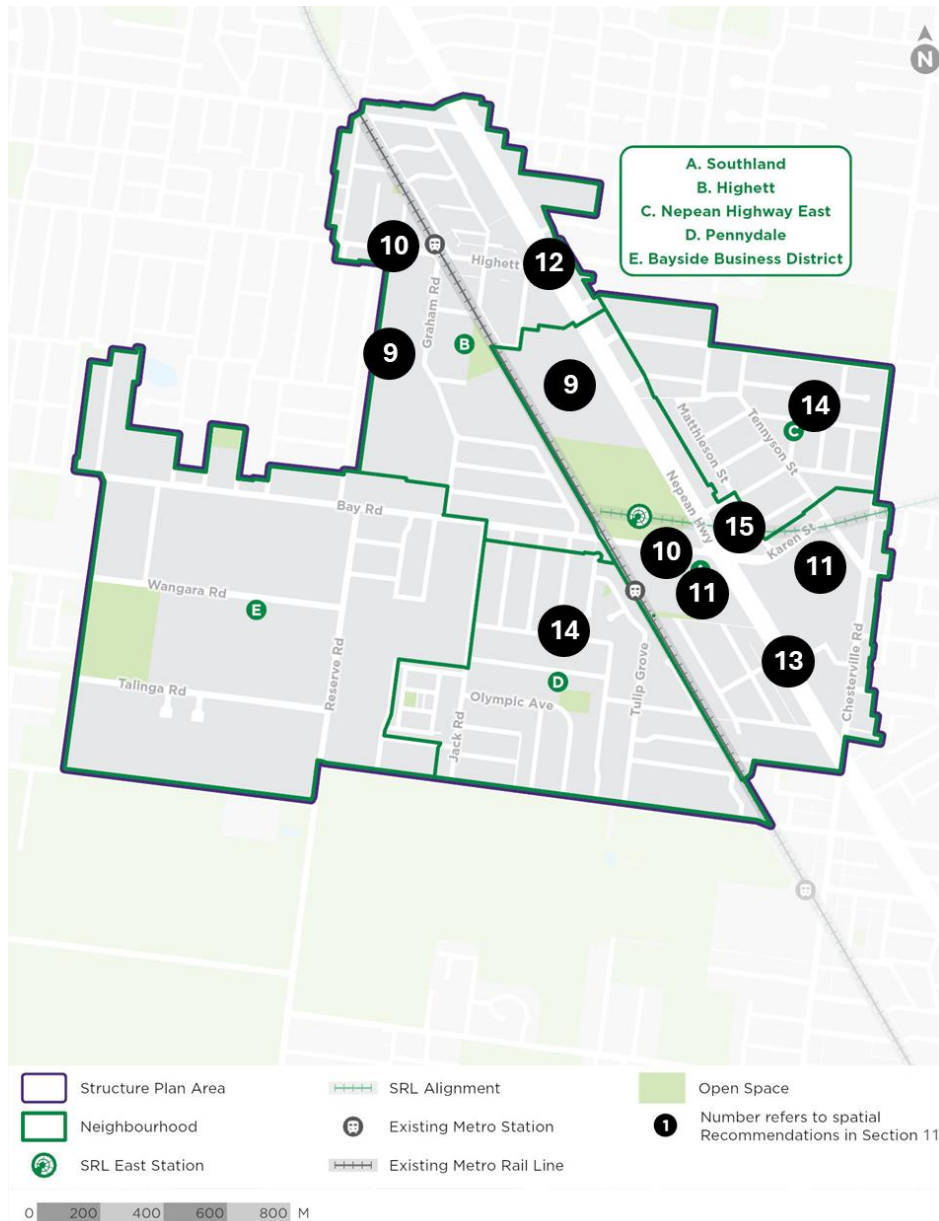 N
A. Southland
B. Highett
C. Nepean Highway East
D. Pennydale
E. Bayside Business District
10
Highett
12
Graham Rd
B
9
9
14
C
Matthieson St
Tennyson St
Nepean Hwy
Bay Rd
15
10
Karen St
11
11
Wangara Rd
E
14
13
Talinga Rd
Reserve Rd
D
Olympic Ave
Jack Rd
Tulip Grove
Chesterville Rd
Structure Plan Area
SRL Alignment
Open Space
Neighbourhood
Existing Metro Station
1
Number refers to spatial
Recommendations in Section 11
SRL East Station
Existing Metro Rail Line
0 200 400 600 800 M